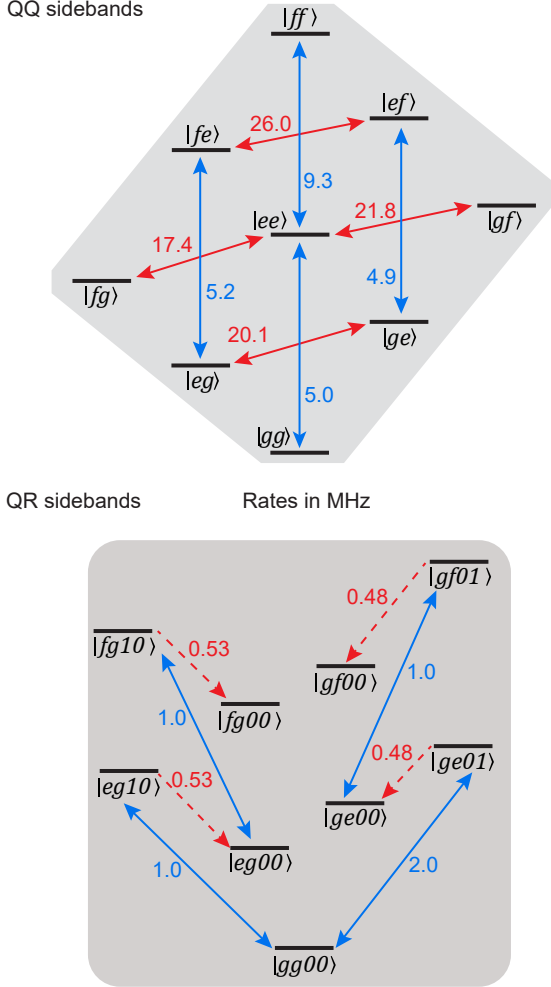 QQ sidebands
|ff⟩
|ef⟩
|fe⟩
26.0
9.3
|ee⟩
21.8
|gf⟩
17.4
|fg⟩
5.2
4.9
20.1
|ge⟩
|eg⟩
5.0
|gg⟩
QR sidebands
Rates in MHz
|gf01⟩
0.48
|fg10⟩
0.53
|gf00⟩
1.0
|fg00⟩
1.0
|eg10⟩
0.53
0.48
|ge01⟩
|ge00⟩
|eg00⟩
1.0
2.0
|gg00⟩